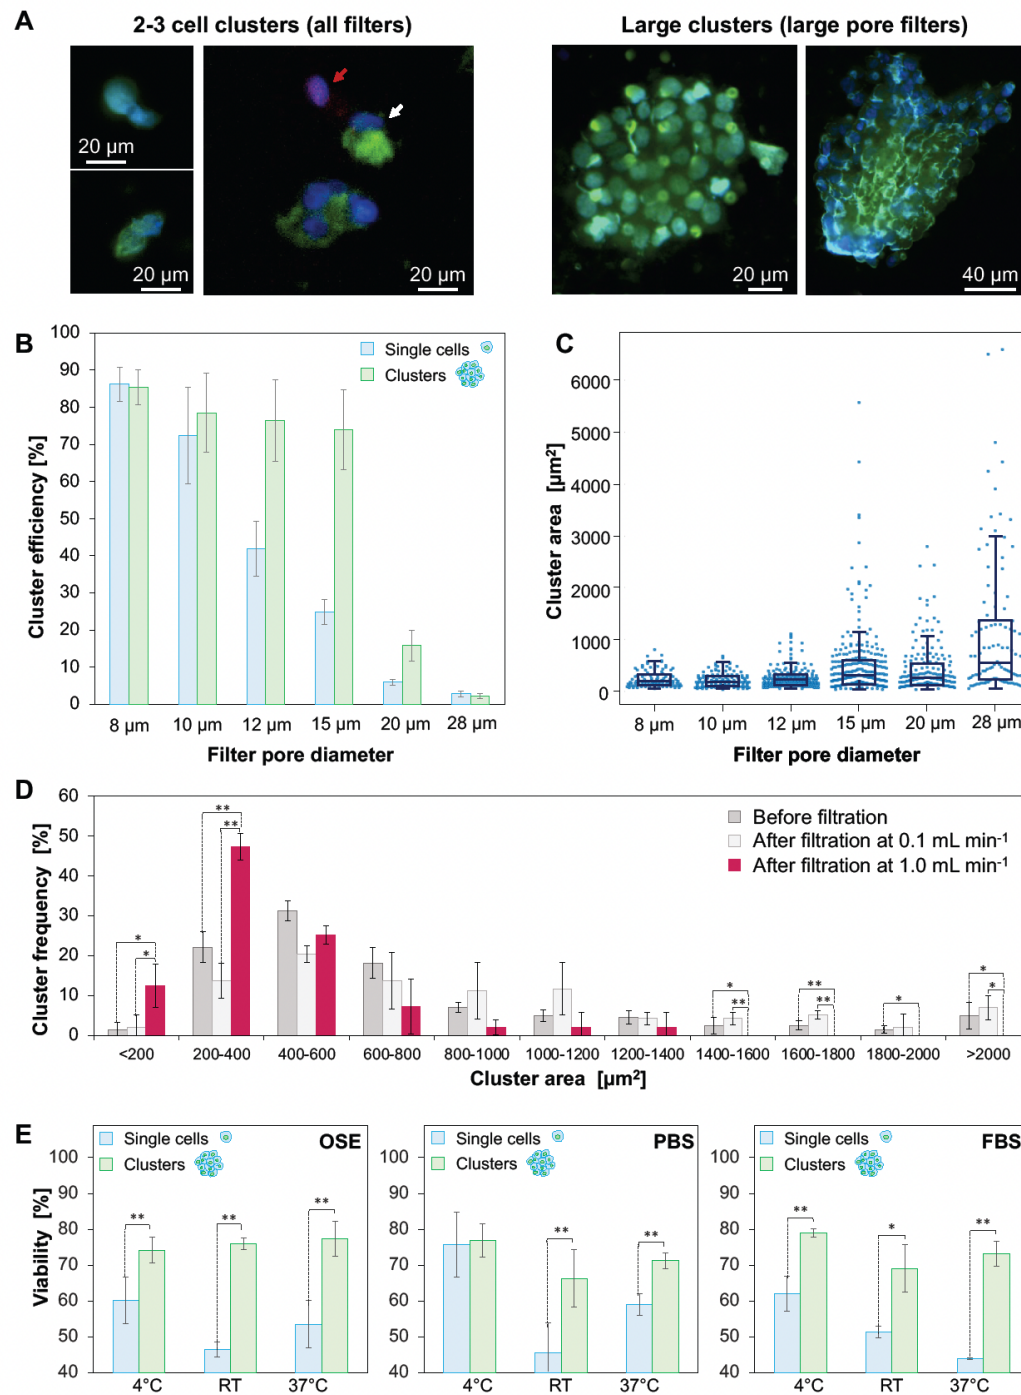 A
2-3 cell clusters (all filters)
Large clusters (large pore filters)
20 µm
20 µm
20 µm
20 µm
40 µm
B
100
90
80
70
60
50
40
30
20
10
0
Cluster efficiency [%]
Single cells
Clusters
8 µm 10 µm 12 µm 15 µm 20 µm 28 µm
Filter pore diameter
C
6000
5000
4000
3000
2000
1000
0
Cluster area [µm²]
8 µm 10 µm 12 µm 15 µm 20 µm 28 µm
Filter pore diameter
D
60
50
40
30
20
10
0
Cluster frequency [%]
Before filtration
After filtration at 0.1 mL min⁻¹
After filtration at 1.0 mL min⁻¹
* * ** ** * ** ** ** * * *
<200 200-400 400-600 600-800 800-1000 1000-1200 1200-1400 1400-1600 1600-1800 1800-2000 >2000
Cluster area [µm²]
E
Viability [%]
Single cells
Clusters
OSE
100
90
80
70
60
50
40
** ** **
4°C RT 37°C
Single cells
Clusters
PBS
100
90
80
70
60
50
40
** **
4°C RT 37°C
Single cells
Clusters
FBS
100
90
80
70
60
50
40
** * **
4°C RT 37°C